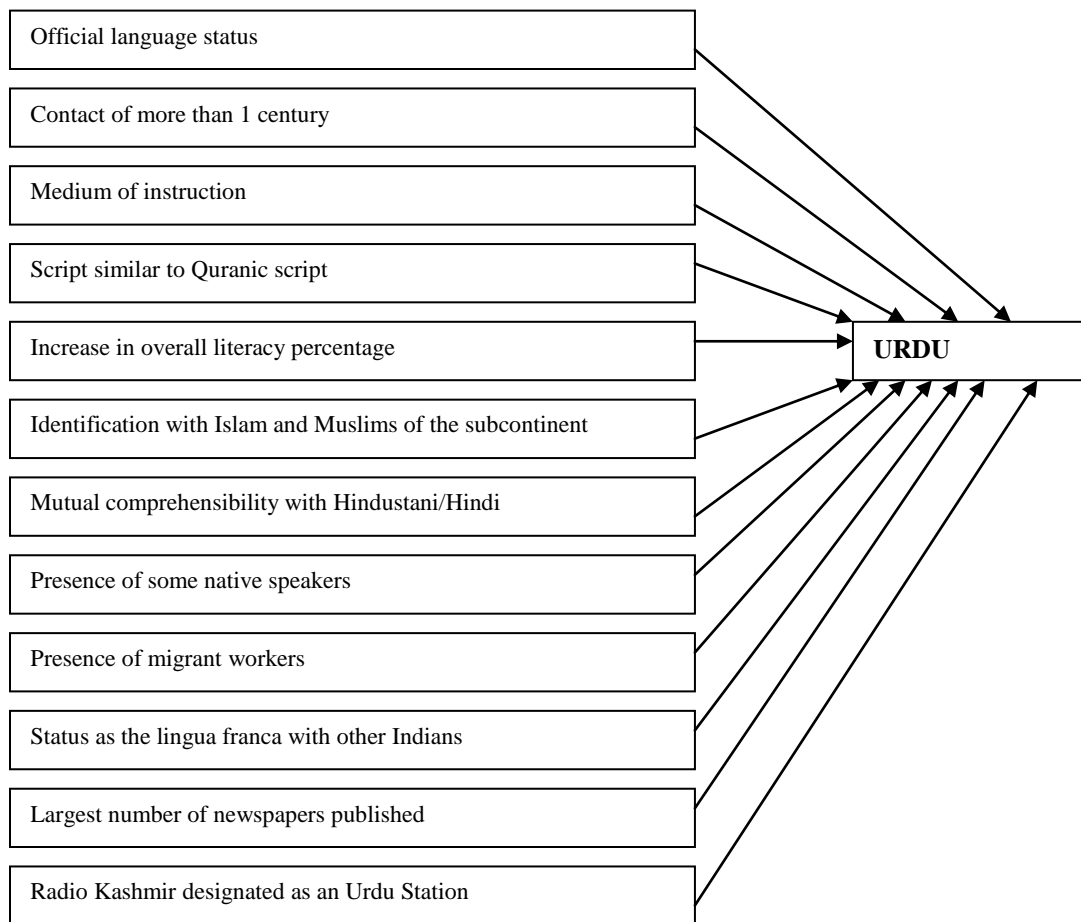 Official language status
Contact of more than 1 century
Medium of instruction
Script similar to Quranic script
Increase in overall literacy percentage
URDU
Identification with Islam and Muslims of the subcontinent
Mutual comprehensibility with Hindustani/Hindi
Presence of some native speakers
Presence of migrant workers
Status as the lingua franca with other Indians
Largest number of newspapers published
Radio Kashmir designated as an Urdu Station